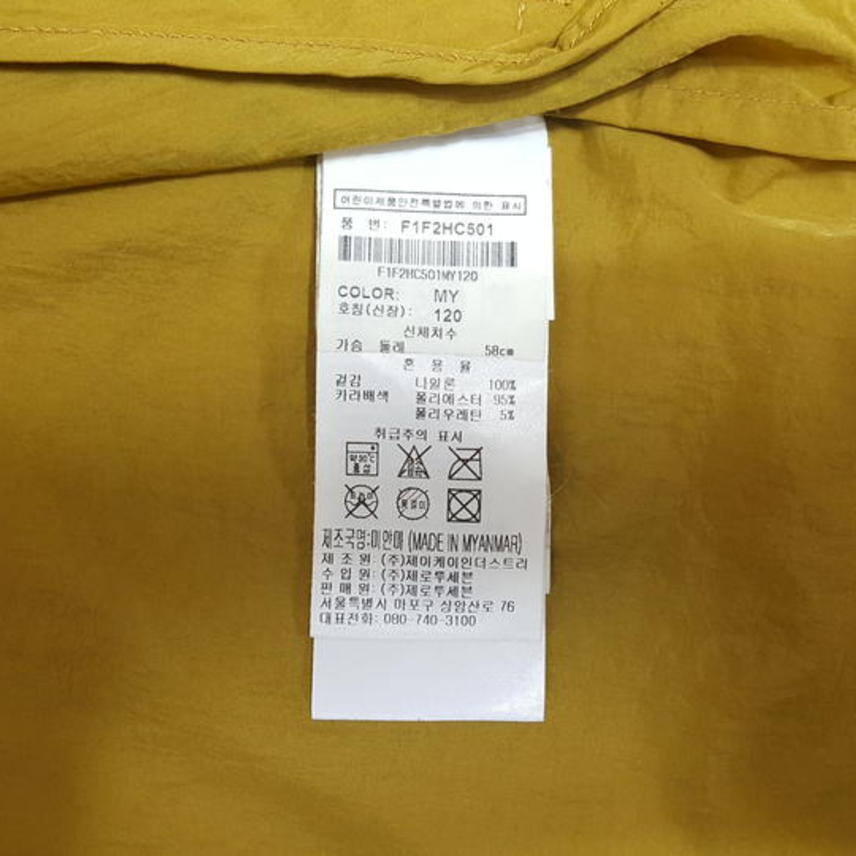 어린이제품안전특별법에 의한 표시
품 번: F1F2HC501
F1F2HC501MY120
COLOR: MY
호칭(신장): 120
신체치수
가슴 둘레 58cm
혼 용 율
겉감 나일론 100%
카라배색 폴리에스터 95%
폴리우레탄 5%
취급주의 표시
약30℃
중성
제조국명:미얀마 (MADE IN MYANMAR)
제 조 원: (주)제이케이인더스트리
수 입 원: (주)제로투세븐
판 매 원: (주)제로투세븐
서울특별시 마포구 상암산로 76
대표전화: 080-740-3100